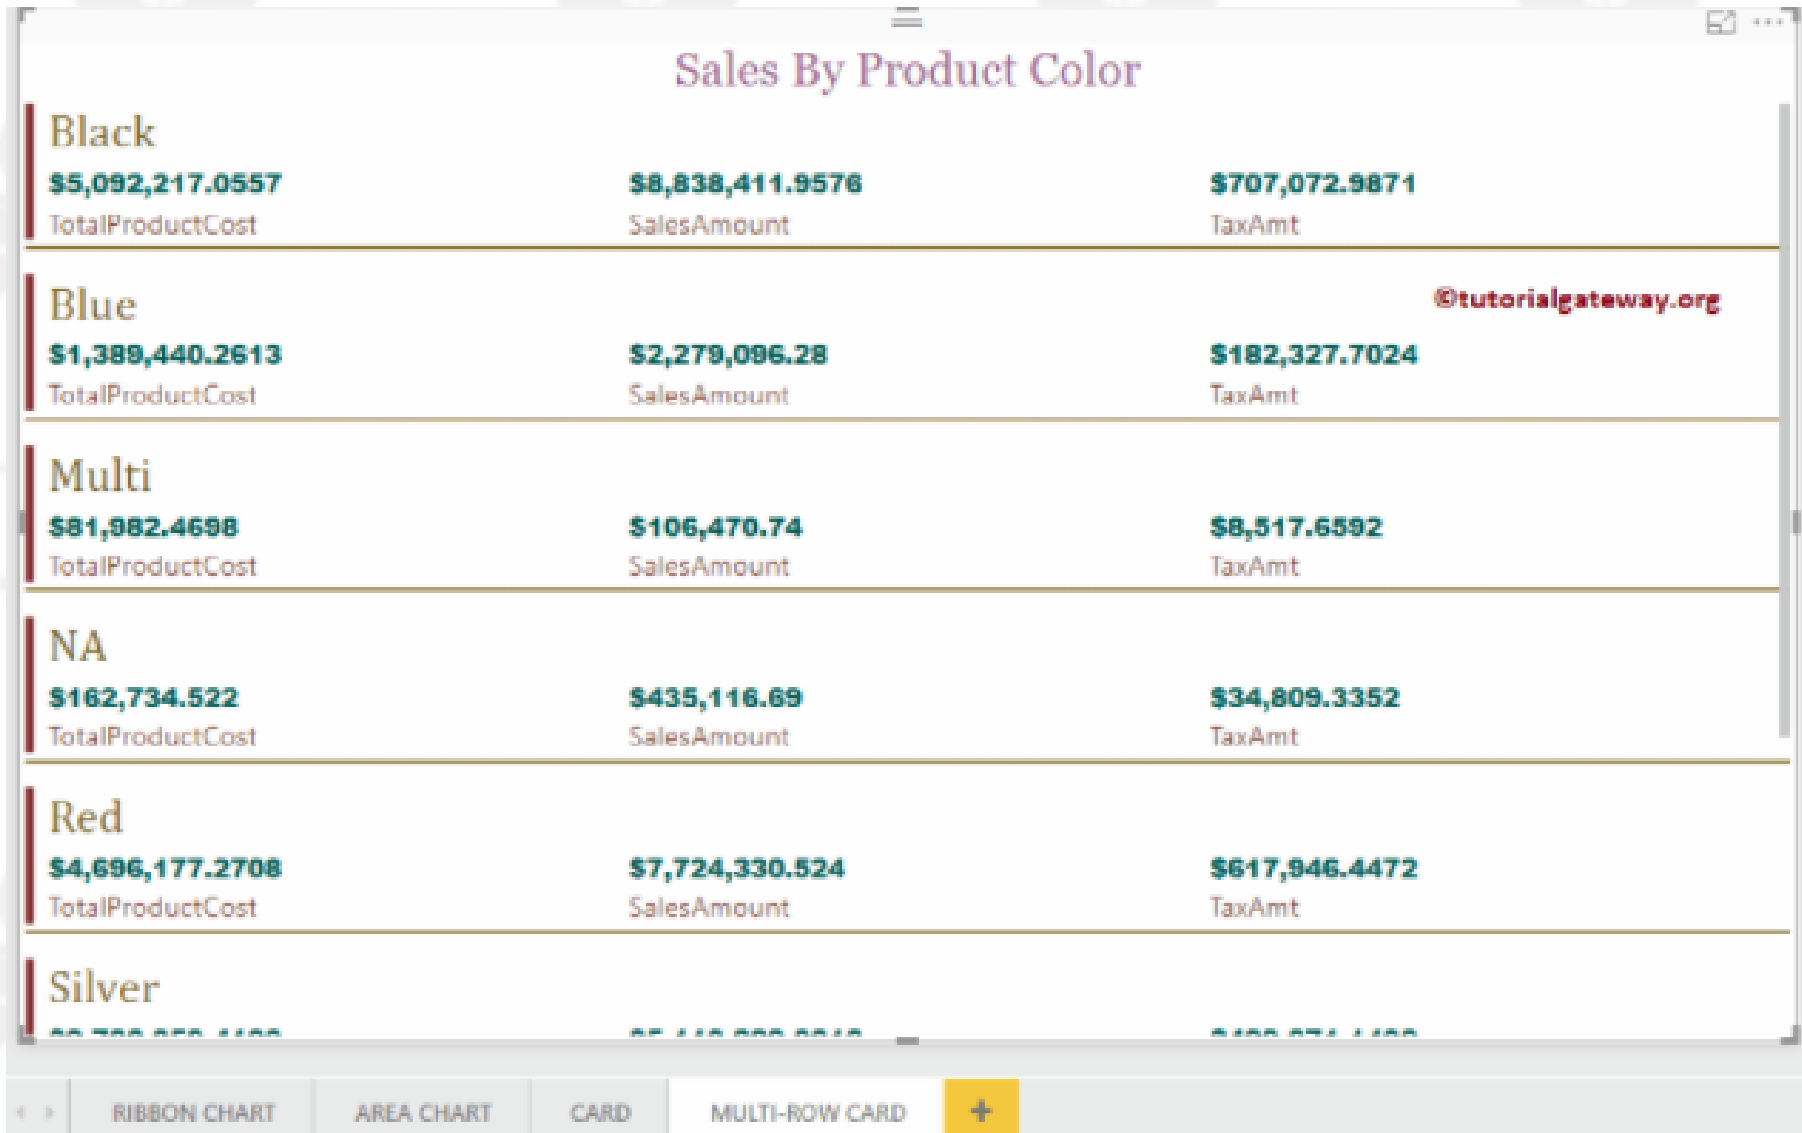 Sales By Product Color
Black
$5,092,217.0557 $8,838,411.9576 $707,072.9871
TotalProductCost SalesAmount TaxAmt
Blue
©tutorialgateway.org
$1,389,440.2613 $2,279,096.28 $182,327.7024
TotalProductCost SalesAmount TaxAmt
Multi
$81,982.4698 $106,470.74 $8,517.6592
TotalProductCost SalesAmount TaxAmt
NA
$162,734.522 $435,116.69 $34,809.3352
TotalProductCost SalesAmount TaxAmt
Red
$4,696,177.2708 $7,724,330.524 $617,946.4472
TotalProductCost SalesAmount TaxAmt
Silver
RIBBON CHART AREA CHART CARD MULTI-ROW CARD +